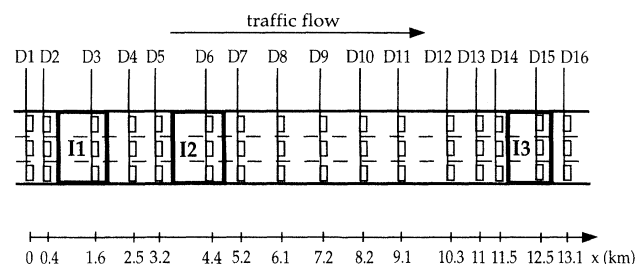 traffic flow
D1 D2 D3 D4 D5 D6 D7 D8 D9 D10 D11 D12 D13 D14 D15 D16
I1 I2 I3
0 0.4 1.6 2.5 3.2 4.4 5.2 6.1 7.2 8.2 9.1 10.3 11 11.5 12.5 13.1 x (km)